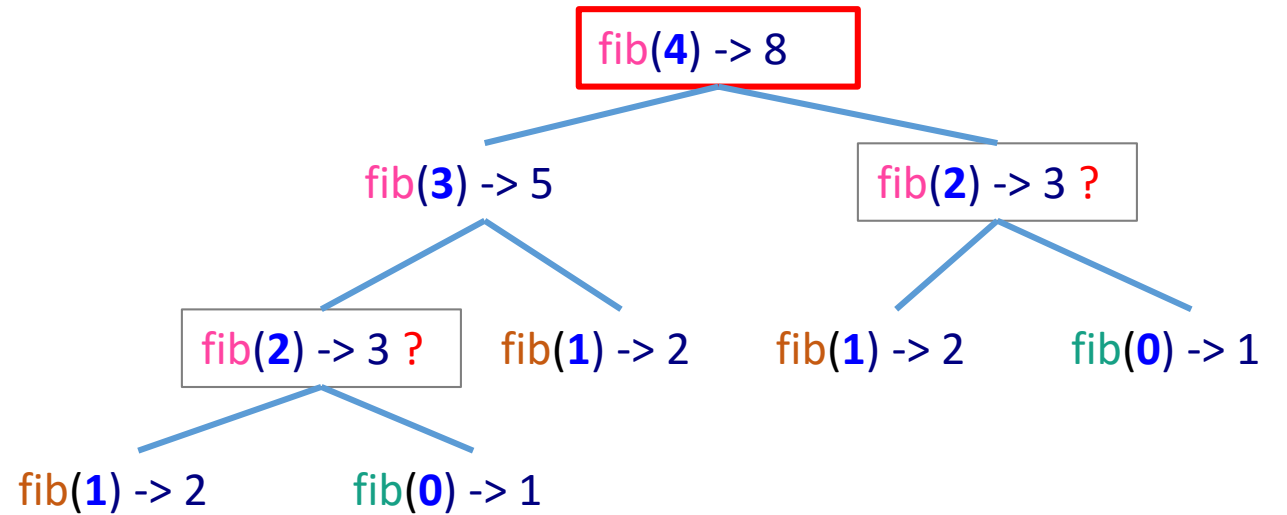 fib(4) -> 8
fib(3) -> 5
fib(2) -> 3 ?
fib(2) -> 3 ?
fib(1) -> 2
fib(1) -> 2
fib(0) -> 1
fib(1) -> 2
fib(0) -> 1